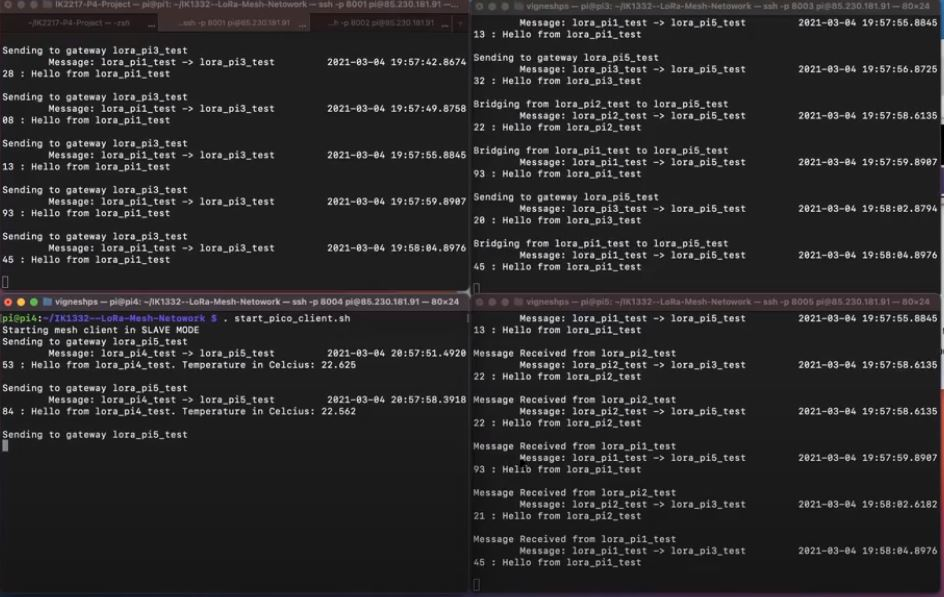 IK2217-P4-Project — pi@pi1: ~/IK1332--LoRa-Mesh-Netowork — ssh -p 8001 pi@85.230.181.91 — 80×24
~/IK2217-P4-Project — -zsh
...ssh -p 8001 pi@85.230.181.91
...h -p 8002 pi@85.230.181.91
Sending to gateway lora_pi3_test
Message: lora_pi1_test -> lora_pi3_test 2021-03-04 19:57:42.8674
28 : Hello from lora_pi1_test
Sending to gateway lora_pi3_test
Message: lora_pi1_test -> lora_pi3_test 2021-03-04 19:57:49.8758
08 : Hello from lora_pi1_test
Sending to gateway lora_pi3_test
Message: lora_pi1_test -> lora_pi3_test 2021-03-04 19:57:55.8845
13 : Hello from lora_pi1_test
Sending to gateway lora_pi3_test
Message: lora_pi1_test -> lora_pi3_test 2021-03-04 19:57:59.8907
93 : Hello from lora_pi1_test
Sending to gateway lora_pi3_test
Message: lora_pi1_test -> lora_pi3_test 2021-03-04 19:58:04.8976
45 : Hello from lora_pi1_test
vigneshps — pi@pi3: ~/IK1332--LoRa-Mesh-Netowork — ssh -p 8003 pi@85.230.181.91 — 80×24
Message: lora_pi1_test -> lora_pi5_test 2021-03-04 19:57:55.8845
13 : Hello from lora_pi1_test
Sending to gateway lora_pi5_test
Message: lora_pi3_test -> lora_pi5_test 2021-03-04 19:57:56.8725
32 : Hello from lora_pi3_test
Bridging from lora_pi2_test to lora_pi5_test
Message: lora_pi2_test -> lora_pi5_test 2021-03-04 19:57:58.6135
22 : Hello from lora_pi2_test
Bridging from lora_pi1_test to lora_pi5_test
Message: lora_pi1_test -> lora_pi5_test 2021-03-04 19:57:59.8907
93 : Hello from lora_pi1_test
Sending to gateway lora_pi5_test
Message: lora_pi3_test -> lora_pi5_test 2021-03-04 19:58:02.8794
20 : Hello from lora_pi3_test
Bridging from lora_pi1_test to lora_pi5_test
Message: lora_pi1_test -> lora_pi5_test 2021-03-04 19:58:04.8976
45 : Hello from lora_pi1_test
vigneshps — pi@pi4: ~/IK1332--LoRa-Mesh-Netowork — ssh -p 8004 pi@85.230.181.91 — 80×24
pi@pi4:~/IK1332--LoRa-Mesh-Netowork $ . start_pico_client.sh
Starting mesh client in SLAVE MODE
Sending to gateway lora_pi5_test
Message: lora_pi4_test -> lora_pi5_test 2021-03-04 20:57:51.4920
53 : Hello from lora_pi4_test. Temperature in Celcius: 22.625
Sending to gateway lora_pi5_test
Message: lora_pi4_test -> lora_pi5_test 2021-03-04 20:57:58.3918
84 : Hello from lora_pi4_test. Temperature in Celcius: 22.562
Sending to gateway lora_pi5_test
vigneshps — pi@pi5: ~/IK1332--LoRa-Mesh-Netowork — ssh -p 8005 pi@85.230.181.91 — 80×24
Message: lora_pi1_test -> lora_pi5_test 2021-03-04 19:57:55.8845
13 : Hello from lora_pi1_test
Message Received from lora_pi2_test
Message: lora_pi2_test -> lora_pi3_test 2021-03-04 19:57:58.6135
22 : Hello from lora_pi2_test
Message Received from lora_pi2_test
Message: lora_pi2_test -> lora_pi5_test 2021-03-04 19:57:58.6135
22 : Hello from lora_pi2_test
Message Received from lora_pi1_test
Message: lora_pi1_test -> lora_pi5_test 2021-03-04 19:57:59.8907
93 : Hello from lora_pi1_test
Message Received from lora_pi2_test
Message: lora_pi2_test -> lora_pi3_test 2021-03-04 19:58:02.6182
21 : Hello from lora_pi2_test
Message Received from lora_pi1_test
Message: lora_pi1_test -> lora_pi3_test 2021-03-04 19:58:04.8976
45 : Hello from lora_pi1_test